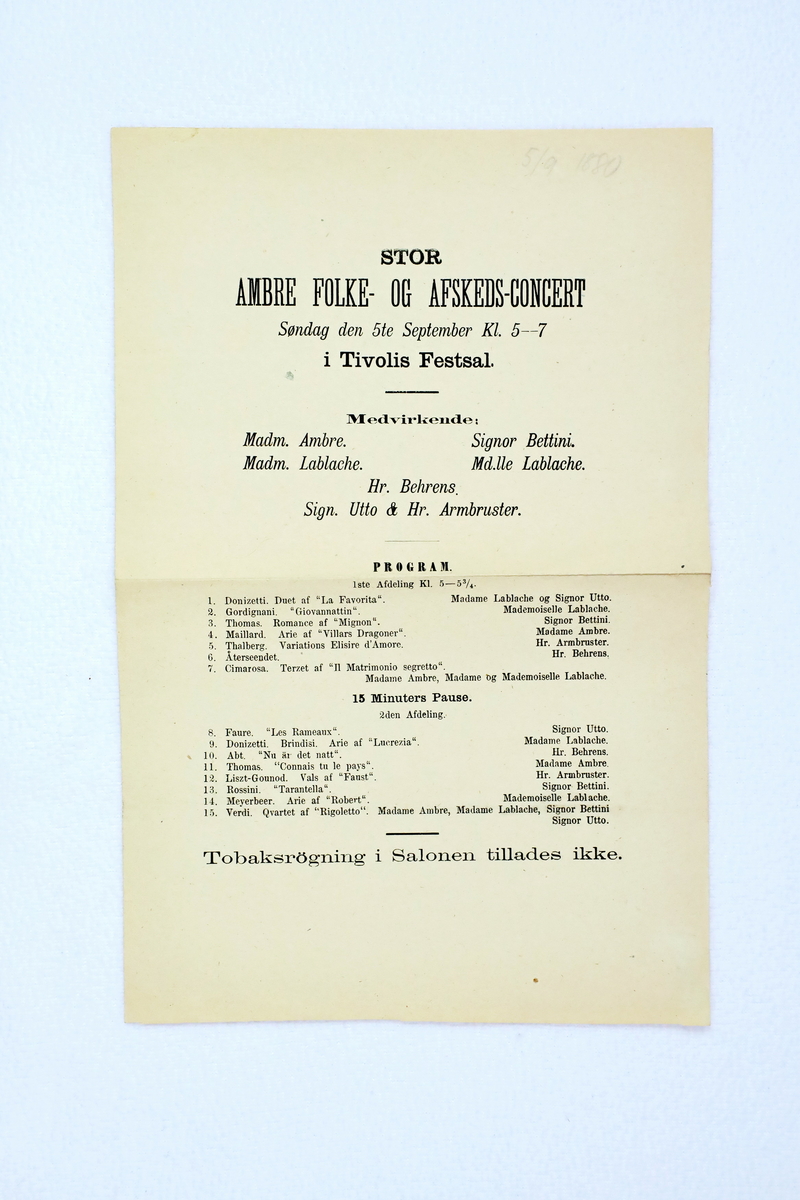 5/9 1880
STOR
AMBRE FOLKE- OG AFSKEDS-CONCERT
Søndag den 5te September Kl. 5--7
i Tivolis Festsal.
Medvirkende:
Madm. Ambre. Signor Bettini.
Madm. Lablache. Md.lle Lablache.
Hr. Behrens.
Sign. Utto & Hr. Armbruster.
PROGRAM.
1ste Afdeling Kl. 5—5 3/4.
1. Donizetti. Duet af “La Favorita“. Madame Lablache og Signor Utto.
2. Gordignani. “Giovannattin“. Mademoiselle Lablache.
3. Thomas. Romance af “Mignon“. Signor Bettini.
4. Maillard. Arie af “Villars Dragoner“. Madame Ambre.
5. Thalberg. Variations Elisire d'Amore. Hr. Armbruster.
6. Återseendet. Hr. Behrens.
7. Cimarosa. Terzet af “Il Matrimonio segretto“.
Madame Ambre, Madame og Mademoiselle Lablache.
15 Minuters Pause.
2den Afdeling.
8. Faure. “Les Rameaux“. Signor Utto.
9. Donizetti. Brindisi. Arie af “Lucrezia“. Madame Lablache.
10. Abt. “Nu är det natt“. Hr. Behrens.
11. Thomas. “Connais tu le pays“. Madame Ambre.
12. Liszt-Gounod. Vals af “Faust“. Hr. Armbruster.
13. Rossini. “Tarantella“. Signor Bettini.
14. Meyerbeer. Arie af “Robert“. Mademoiselle Lablache.
15. Verdi. Qvartet af “Rigoletto“. Madame Ambre, Madame Lablache, Signor Bettini
Signor Utto.
Tobaksrögning i Salonen tillades ikke.